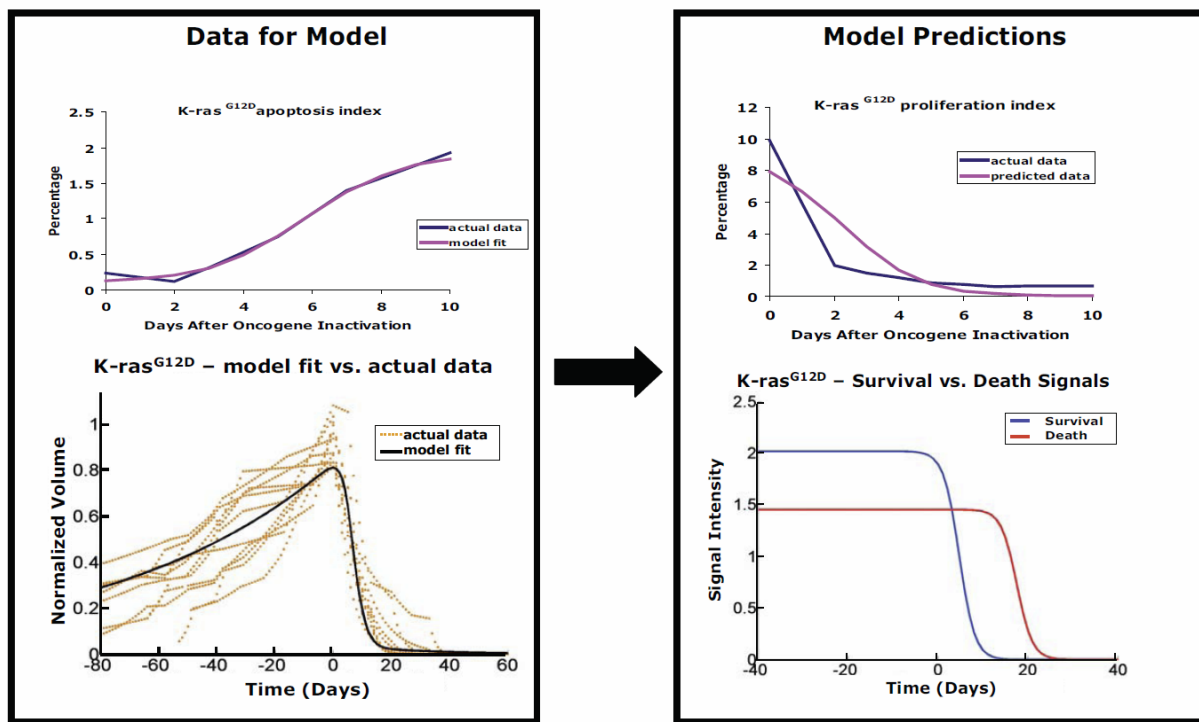 Data for Model
K-ras G12D apoptosis index
2.5
2
1.5
1
0.5
0
Percentage
actual data
model fit
0 2 4 6 8 10
Days After Oncogene Inactivation
K-rasG12D – model fit vs. actual data
1
0.8
0.6
0.4
0.2
0
Normalized Volume
actual data
model fit
-80 -60 -40 -20 0 20 40 60
Time (Days)
Model Predictions
K-ras G12D proliferation index
12
10
8
6
4
2
0
Percentage
actual data
predicted data
0 2 4 6 8 10
Days After Oncogene Inactivation
K-rasG12D – Survival vs. Death Signals
2.5
2
1.5
1
0.5
0
Signal Intensity
Survival
Death
-40 -20 0 20 40
Time (Days)